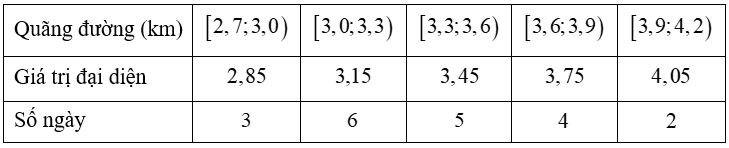 Quãng đường (km) [2,7;3,0) [3,0;3,3) [3,3;3,6) [3,6;3,9) [3,9;4,2)
Giá trị đại diện 2,85 3,15 3,45 3,75 4,05
Số ngày 3 6 5 4 2